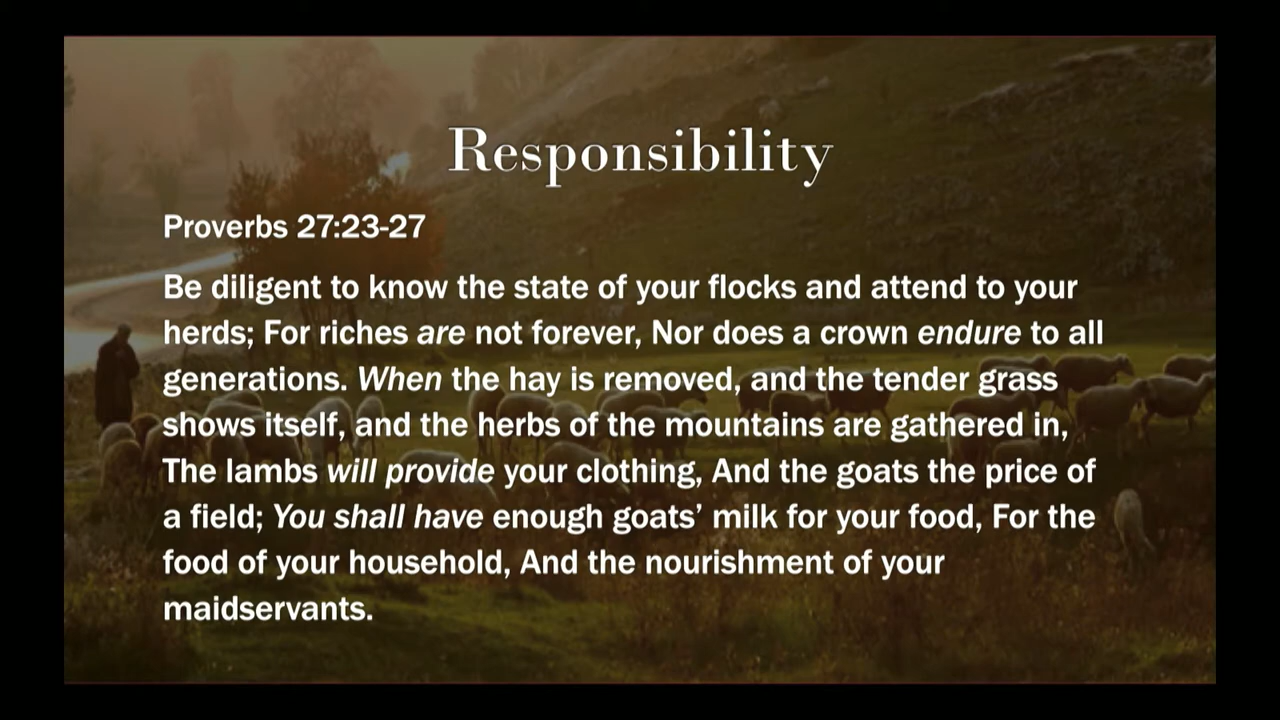 Responsibility
Proverbs 27:23-27
Be diligent to know the state of your flocks and attend to your
herds; For riches are not forever, Nor does a crown endure to all
generations. When the hay is removed, and the tender grass
shows itself, and the herbs of the mountains are gathered in,
The lambs will provide your clothing, And the goats the price of
a field; You shall have enough goats’ milk for your food, For the
food of your household, And the nourishment of your
maidservants.